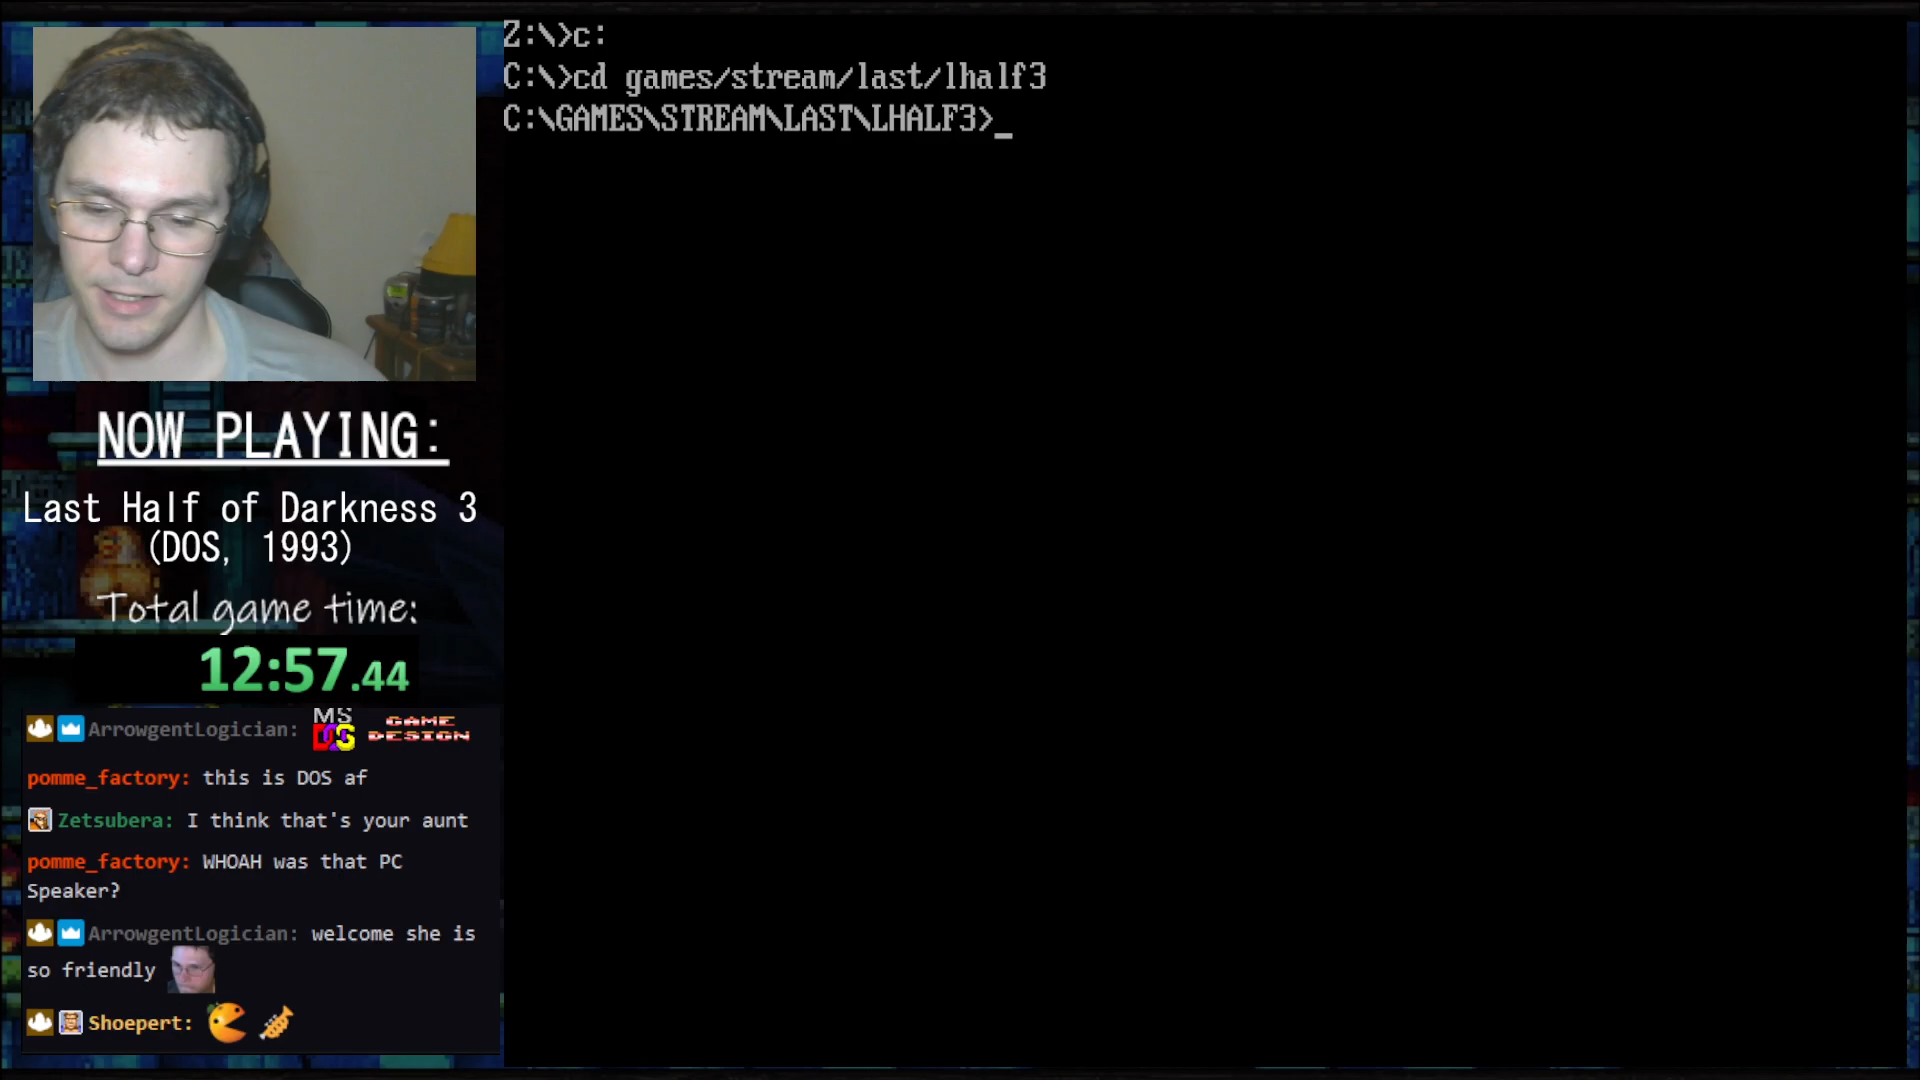 Z:\>c:
C:\>cd games/stream/last/lhalf3
C:\GAMES\STREAM\LAST\LHALF3>_
NOW PLAYING:
Last Half of Darkness 3
(DOS, 1993)
Total game time:
12:57.44
ArrowgentLogician: MS DOS GAME DESIGN
pomme_factory: this is DOS af
Zetsubera: I think that's your aunt
pomme_factory: WHOAH was that PC
Speaker?
ArrowgentLogician: welcome she is
so friendly
Shoepert: